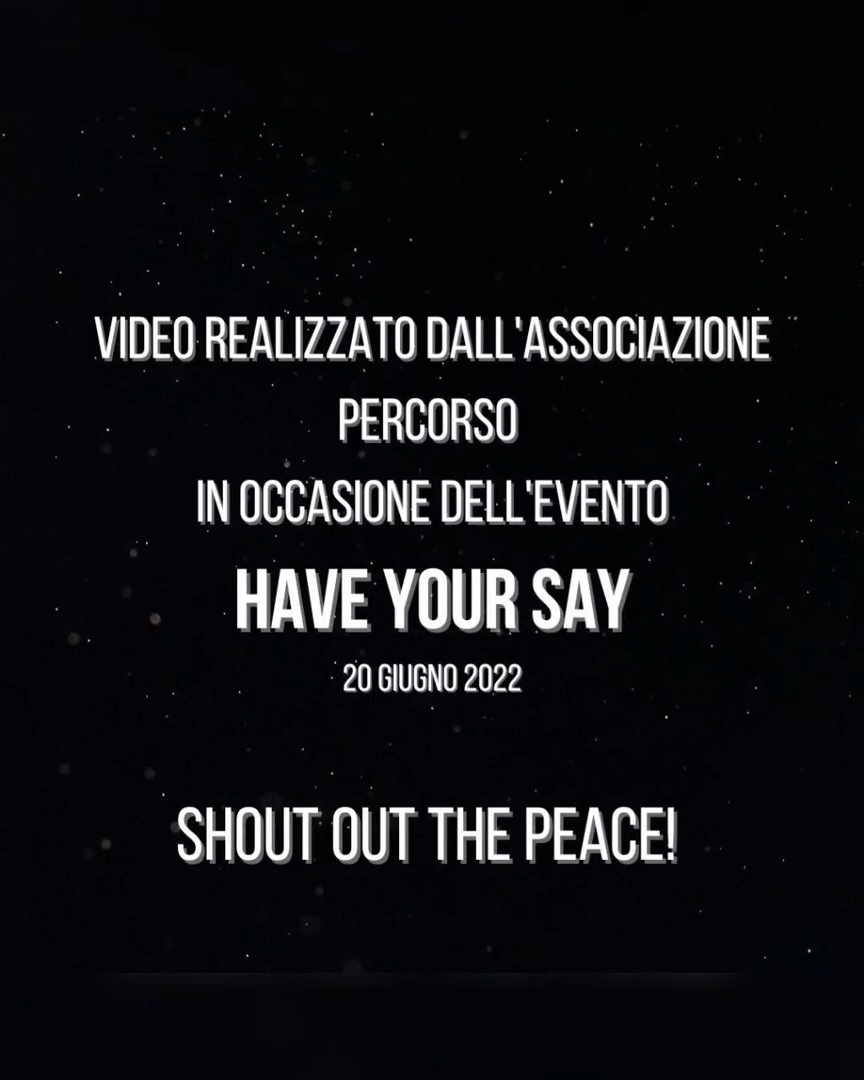 VIDEO REALIZZATO DALL'ASSOCIAZIONE
PERCORSO
IN OCCASIONE DELL'EVENTO
HAVE YOUR SAY
20 GIUGNO 2022
SHOUT OUT THE PEACE!